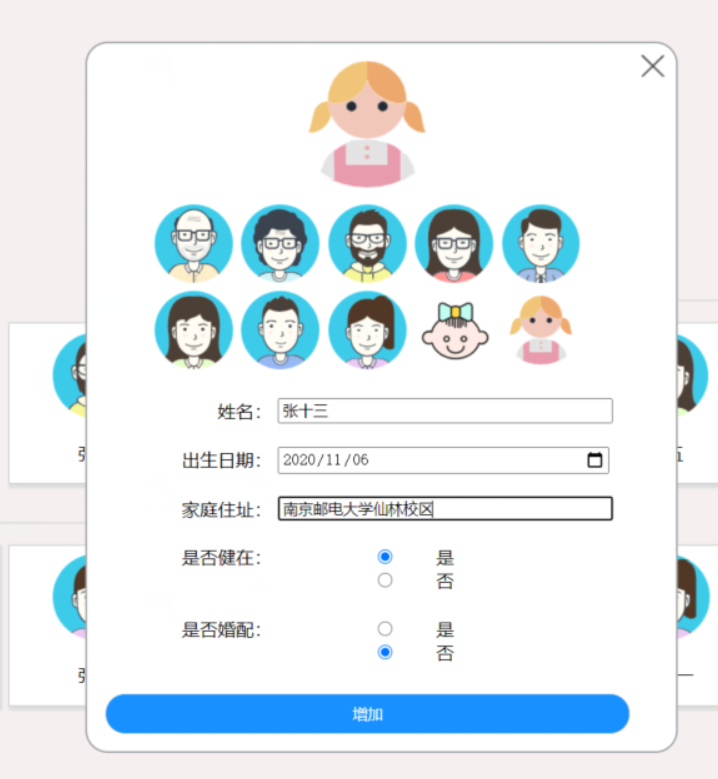 姓名: 张十三
出生日期: 2020/11/06
家庭住址: 南京邮电大学仙林校区
是否健在: 是
否
是否婚配: 是
否
增加